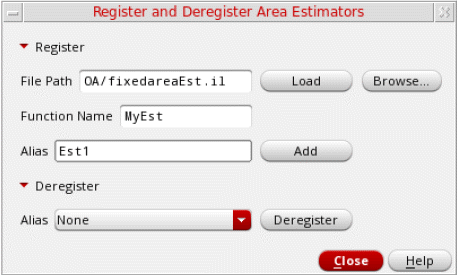 Register and Deregister Area Estimators
Register
File Path OA/fixedareaEst.il Load Browse...
Function Name MyEst
Alias Est1 Add
Deregister
Alias None Deregister
Close Help